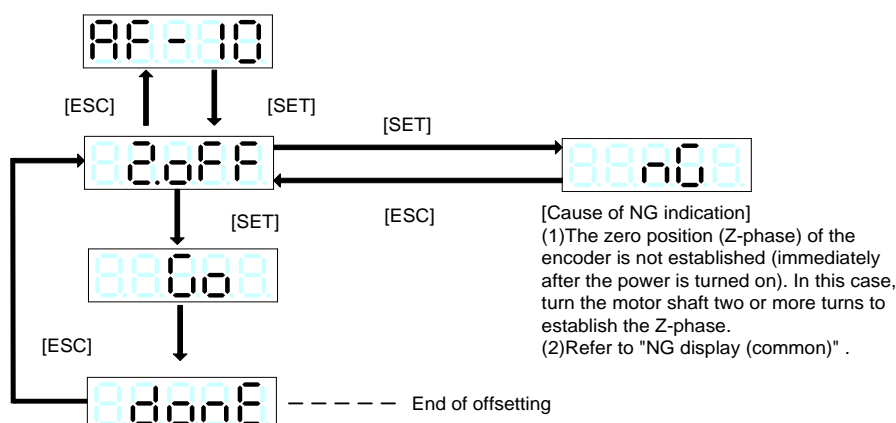 AF-10
[ESC]
[SET]
[SET]
2.oFF
nG
[ESC]
[SET]
[Cause of NG indication]
(1)The zero position (Z-phase) of the
encoder is not established (immediately
after the power is turned on). In this case,
turn the motor shaft two or more turns to
establish the Z-phase.
(2)Refer to "NG display (common)" .
Go
[ESC]
donE
End of offsetting